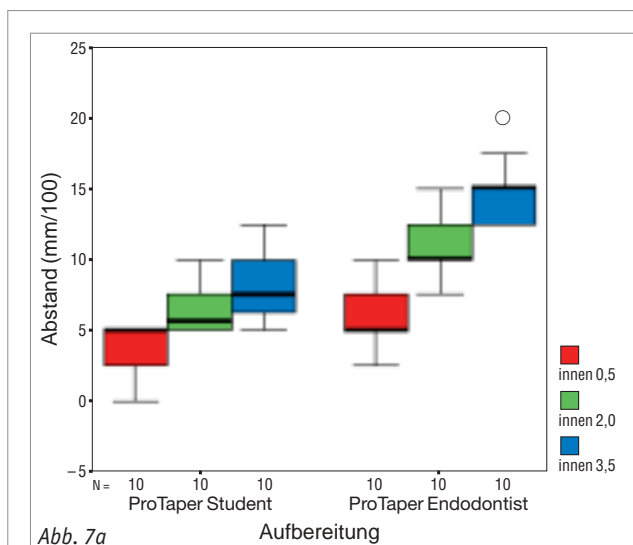 25
20
15
10
5
0
−5
Abstand (mm/100)
N = 10 10 10 10 10 10
ProTaper Student ProTaper Endodontist
Aufbereitung
innen 0,5
innen 2,0
innen 3,5
Abb. 7a